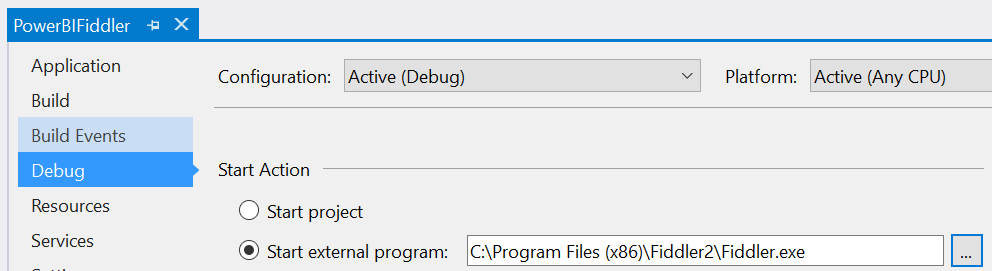 PowerBIFiddler
Application
Configuration: Active (Debug) Platform: Active (Any CPU)
Build
Build Events
Debug
Start Action
Resources
Start project
Services
Start external program: C:\Program Files (x86)\Fiddler2\Fiddler.exe ...